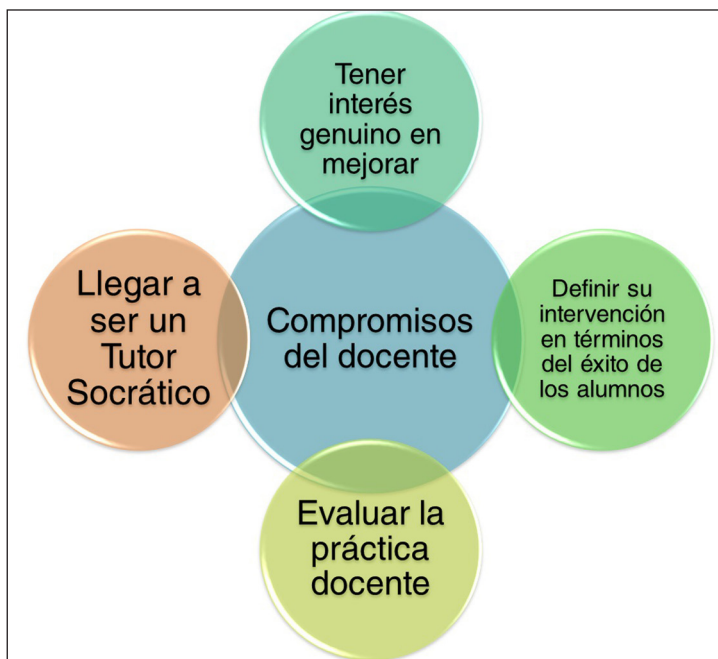 Tener
interés
genuino en
mejorar
Llegar a
ser un
Tutor
Socrático
Compromisos
del docente
Definir su
intervención
en términos
del éxito de
los alumnos
Evaluar la
práctica
docente